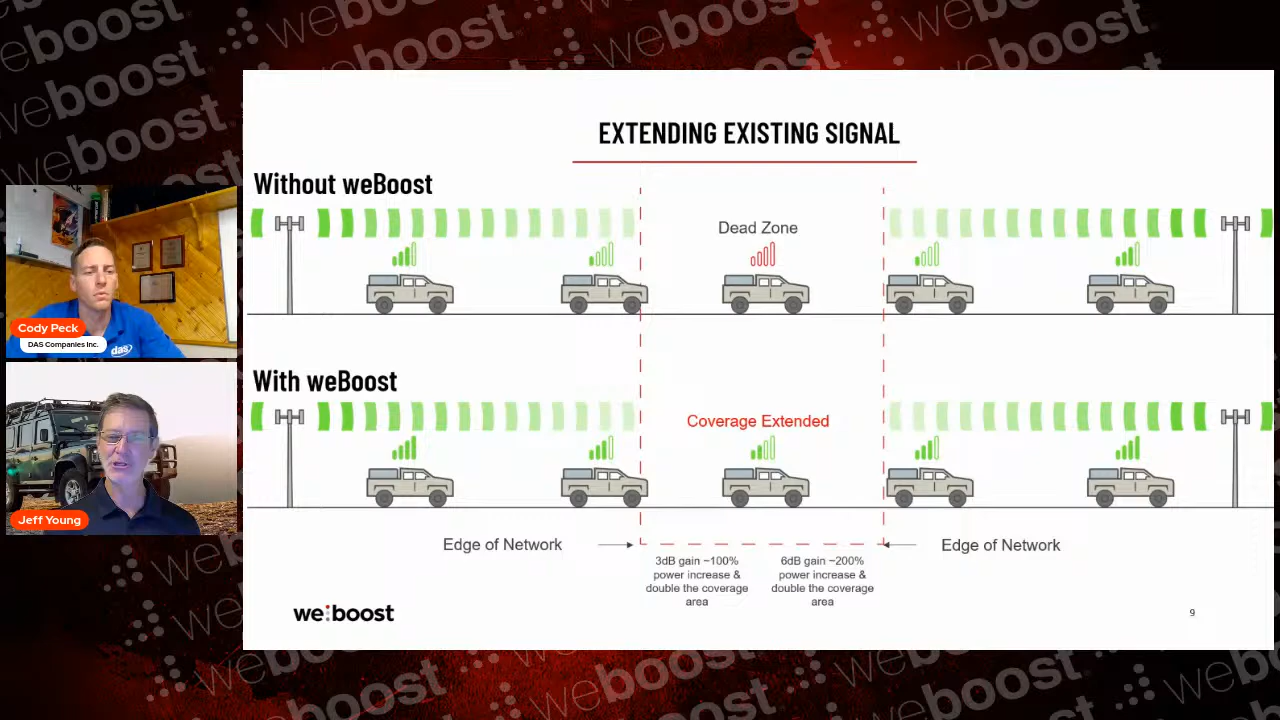 EXTENDING EXISTING SIGNAL
Without weBoost
Dead Zone
With weBoost
Coverage Extended
Edge of Network
Edge of Network
3dB gain ~100%
power increase &
double the coverage
area
6dB gain ~200%
power increase &
double the coverage
area
we:boost
9
Cody Peck
DAS Companies Inc.
das
Jeff Young
weboost